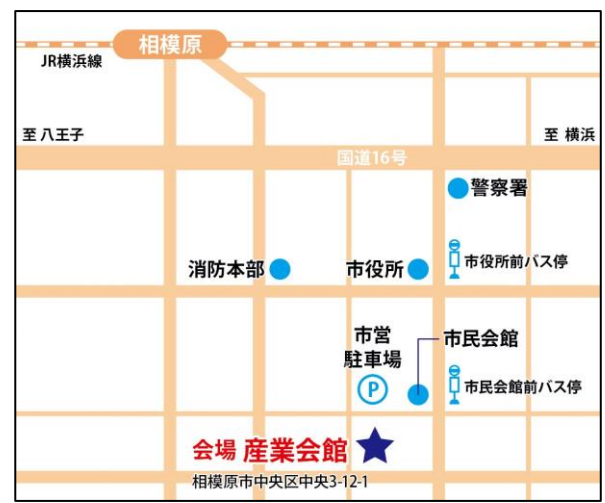 相模原
JR横浜線
至 八王子
至 横浜
国道16号
警察署
消防本部
市役所
市役所前バス停
市営
駐車場
P
市民会館
市民会館前バス停
会場 産業会館
相模原市中央区中央3-12-1